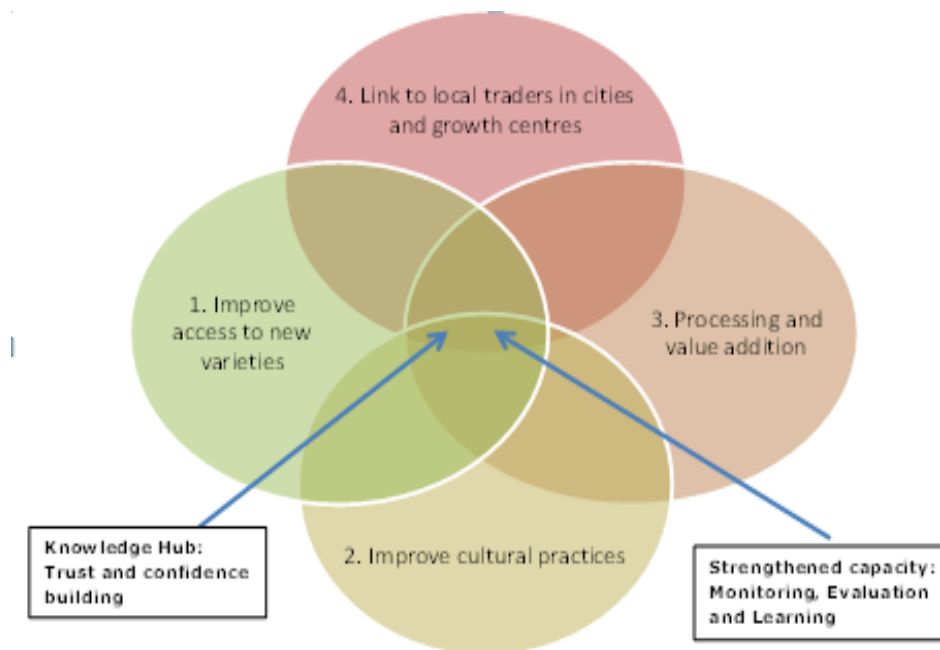 4. Link to local traders in cities
and growth centres
1. Improve
access to new
varieties
3. Processing and
value addition
2. Improve cultural practices
Knowledge Hub:
Trust and confidence
building
Strengthened capacity:
Monitoring, Evaluation
and Learning